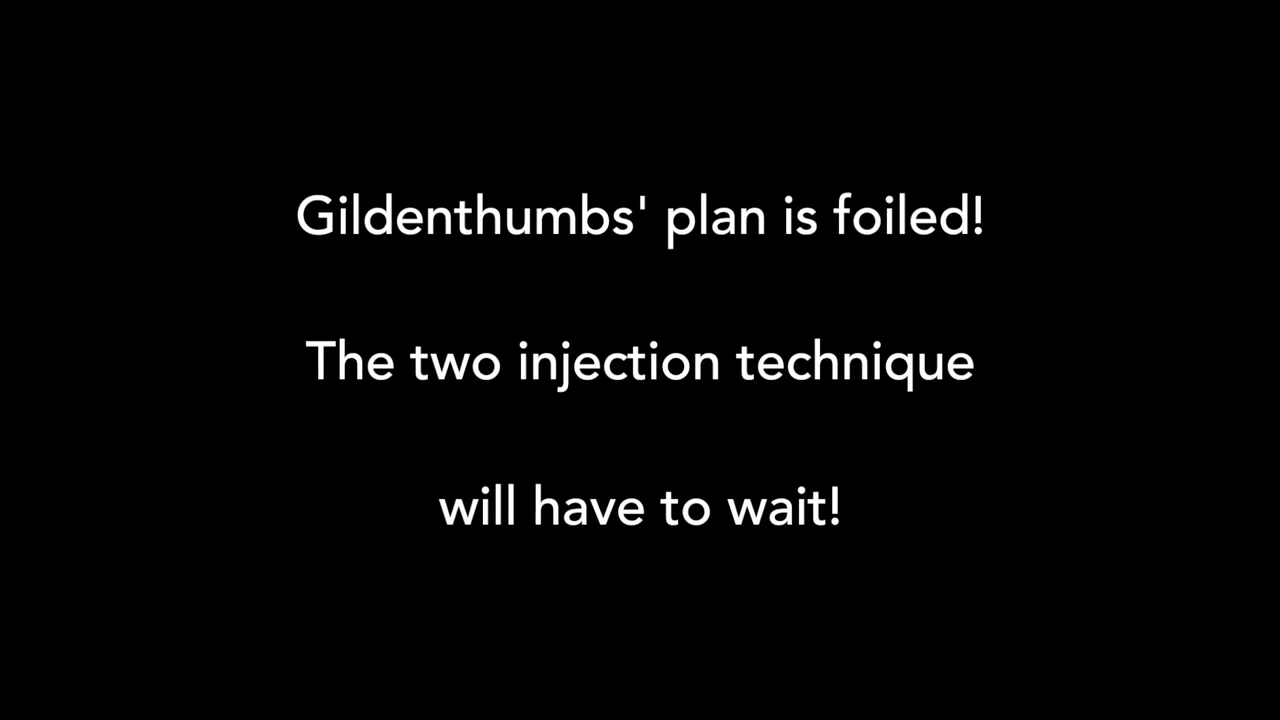 Gildenthumbs' plan is foiled!
The two injection technique
will have to wait!